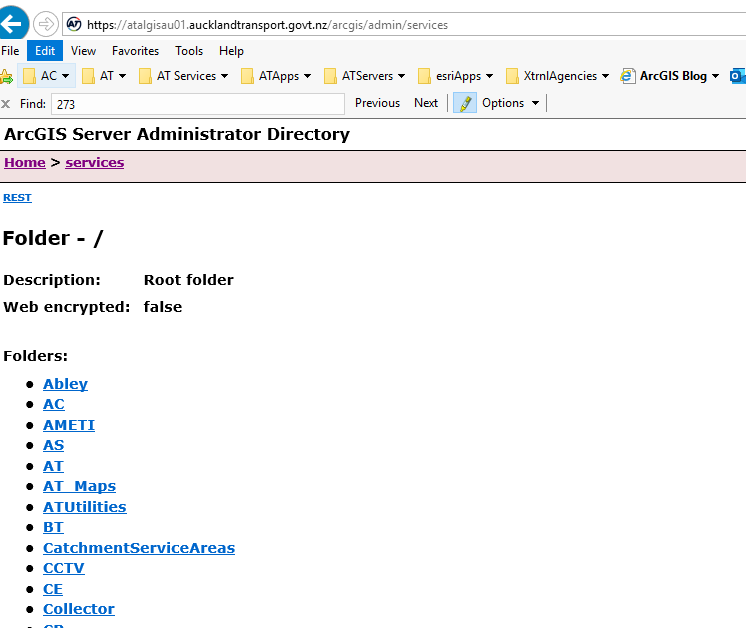 https://atalgisau01.aucklandtransport.govt.nz/arcgis/admin/services
File Edit View Favorites Tools Help
AC AT AT Services ATApps ATServers esriApps XtrnlAgencies ArcGIS Blog
x Find: 273 Previous Next Options
ArcGIS Server Administrator Directory
Home > services
REST
Folder - /
Description: Root folder
Web encrypted: false
Folders:
• Abley
• AC
• AMETI
• AS
• AT
• AT_Maps
• ATUtilities
• BT
• CatchmentServiceAreas
• CCTV
• CE
• Collector